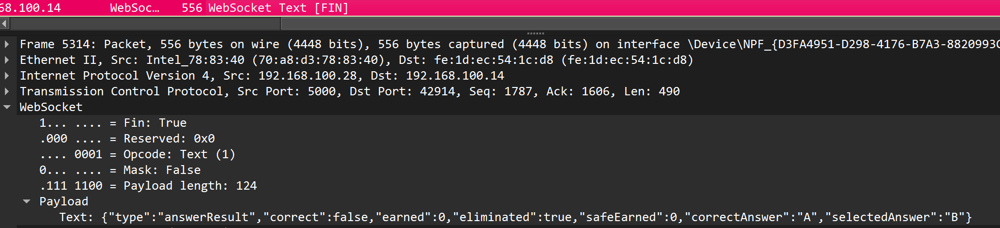 68.100.14 WebSoc… 556 WebSocket Text [FIN]
Frame 5314: Packet, 556 bytes on wire (4448 bits), 556 bytes captured (4448 bits) on interface \Device\NPF_{D3FA4951-D298-4176-B7A3-8820993C
Ethernet II, Src: Intel_78:83:40 (70:a8:d3:78:83:40), Dst: fe:1d:ec:54:1c:d8 (fe:1d:ec:54:1c:d8)
Internet Protocol Version 4, Src: 192.168.100.28, Dst: 192.168.100.14
Transmission Control Protocol, Src Port: 5000, Dst Port: 42914, Seq: 1787, Ack: 1606, Len: 490
WebSocket
1... .... = Fin: True
.000 .... = Reserved: 0x0
.... 0001 = Opcode: Text (1)
0... .... = Mask: False
.111 1100 = Payload length: 124
Payload
Text: {"type":"answerResult","correct":false,"earned":0,"eliminated":true,"safeEarned":0,"correctAnswer":"A","selectedAnswer":"B"}